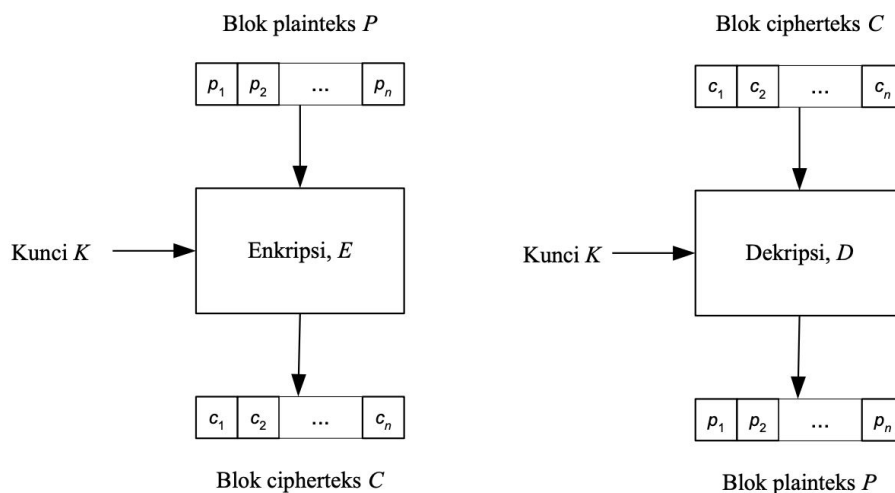 Blok plainteks P
p1 p2 ... pn
Kunci K
Enkripsi, E
c1 c2 ... cn
Blok cipherteks C
Blok cipherteks C
c1 c2 ... cn
Kunci K
Dekripsi, D
p1 p2 ... pn
Blok plainteks P